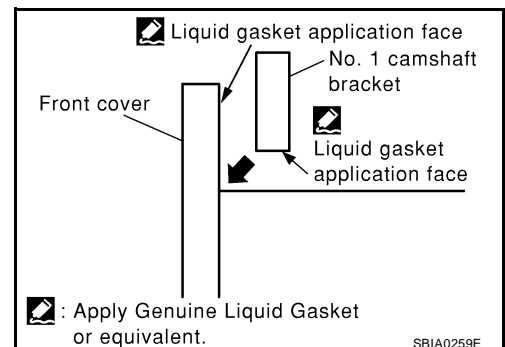 Liquid gasket application face
No. 1 camshaft
bracket
Front cover
Liquid gasket
application face
: Apply Genuine Liquid Gasket
or equivalent.
SBIA0259E